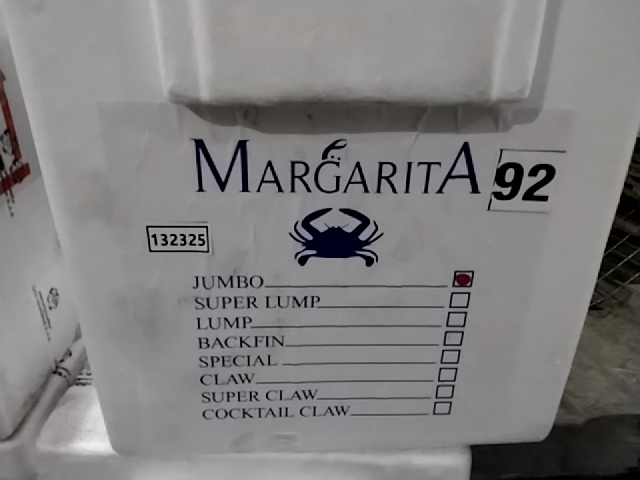 MARGARITA
92
132325
JUMBO
SUPER LUMP
LUMP
BACKFIN
SPECIAL
CLAW
SUPER CLAW
COCKTAIL CLAW